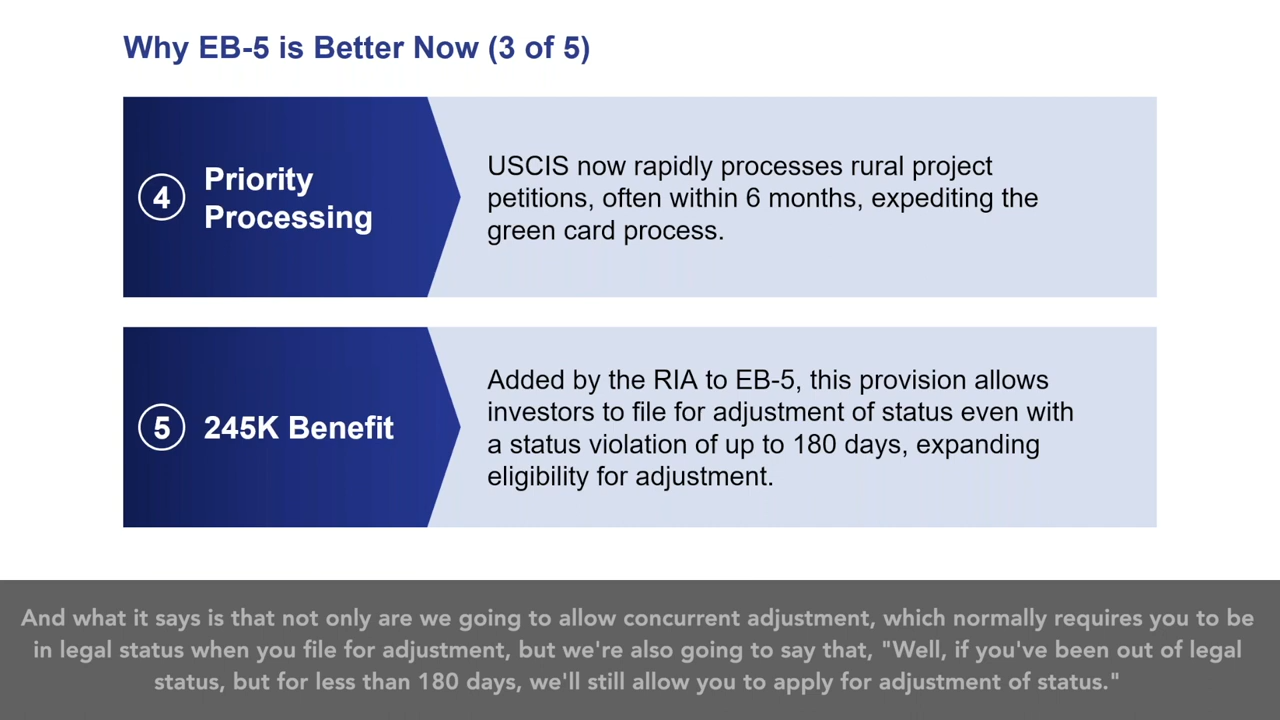 Why EB-5 is Better Now (3 of 5)
4
Priority
Processing
USCIS now rapidly processes rural project
petitions, often within 6 months, expediting the
green card process.
5
245K Benefit
Added by the RIA to EB-5, this provision allows
investors to file for adjustment of status even with
a status violation of up to 180 days, expanding
eligibility for adjustment.
And what it says is that not only are we going to allow concurrent adjustment, which normally requires you to be
in legal status when you file for adjustment, but we're also going to say that, "Well, if you've been out of legal
status, but for less than 180 days, we'll still allow you to apply for adjustment of status."